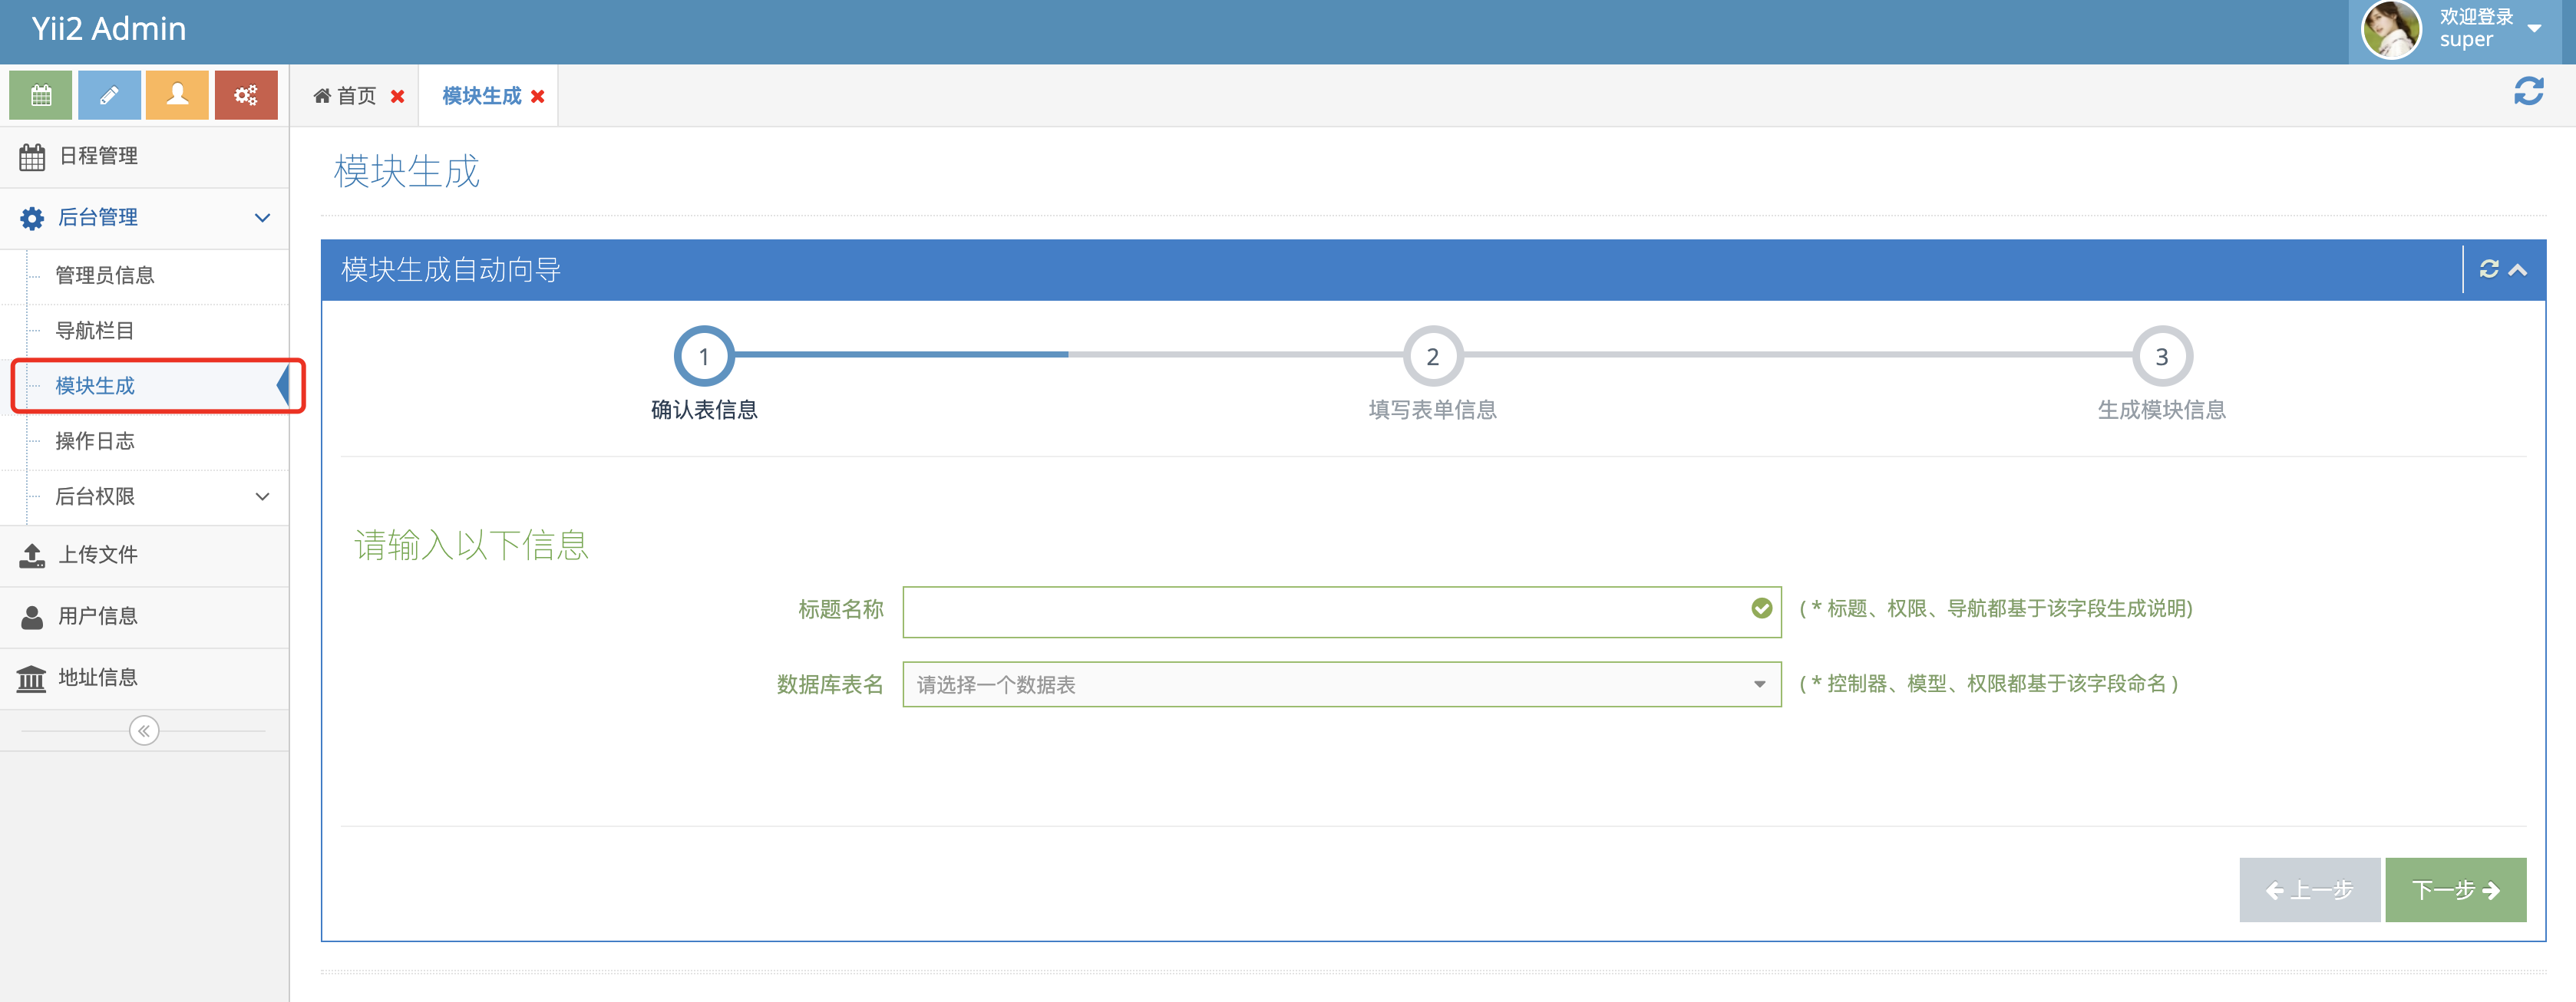 Yii2 Admin
欢迎登录
super
首页
模块生成
日程管理
后台管理
管理员信息
导航栏目
模块生成
操作日志
后台权限
上传文件
用户信息
地址信息
模块生成
模块生成自动向导
1
2
3
确认表信息
填写表单信息
生成模块信息
请输入以下信息
标题名称
( * 标题、权限、导航都基于该字段生成说明)
数据库表名
请选择一个数据表
( * 控制器、模型、权限都基于该字段命名 )
上一步
下一步